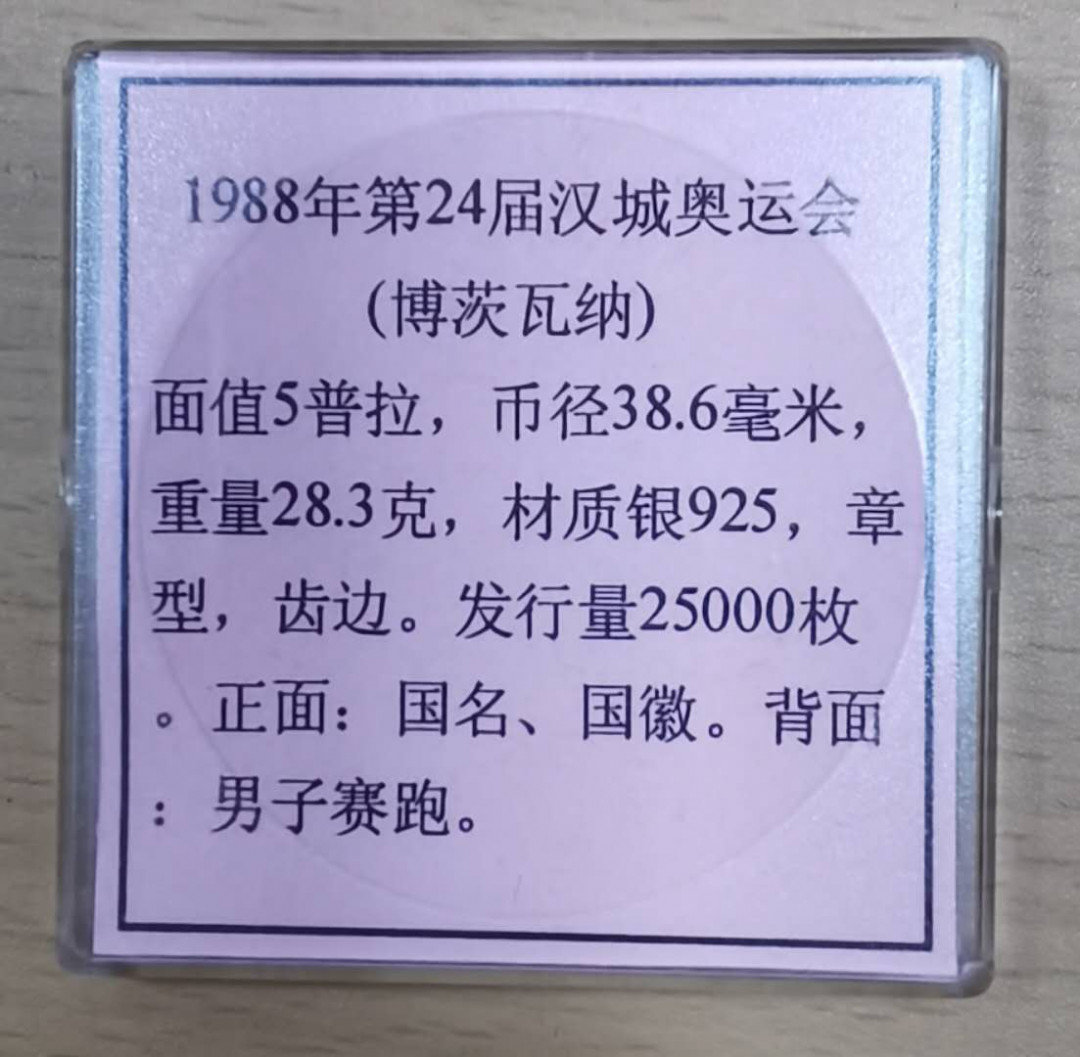 1988年第24届汉城奥运会
(博茨瓦纳)
面值5普拉，币径38.6毫米，
重量28.3克，材质银925，章
型，齿边。发行量25000枚
。正面：国名、国徽。背面
：男子赛跑。